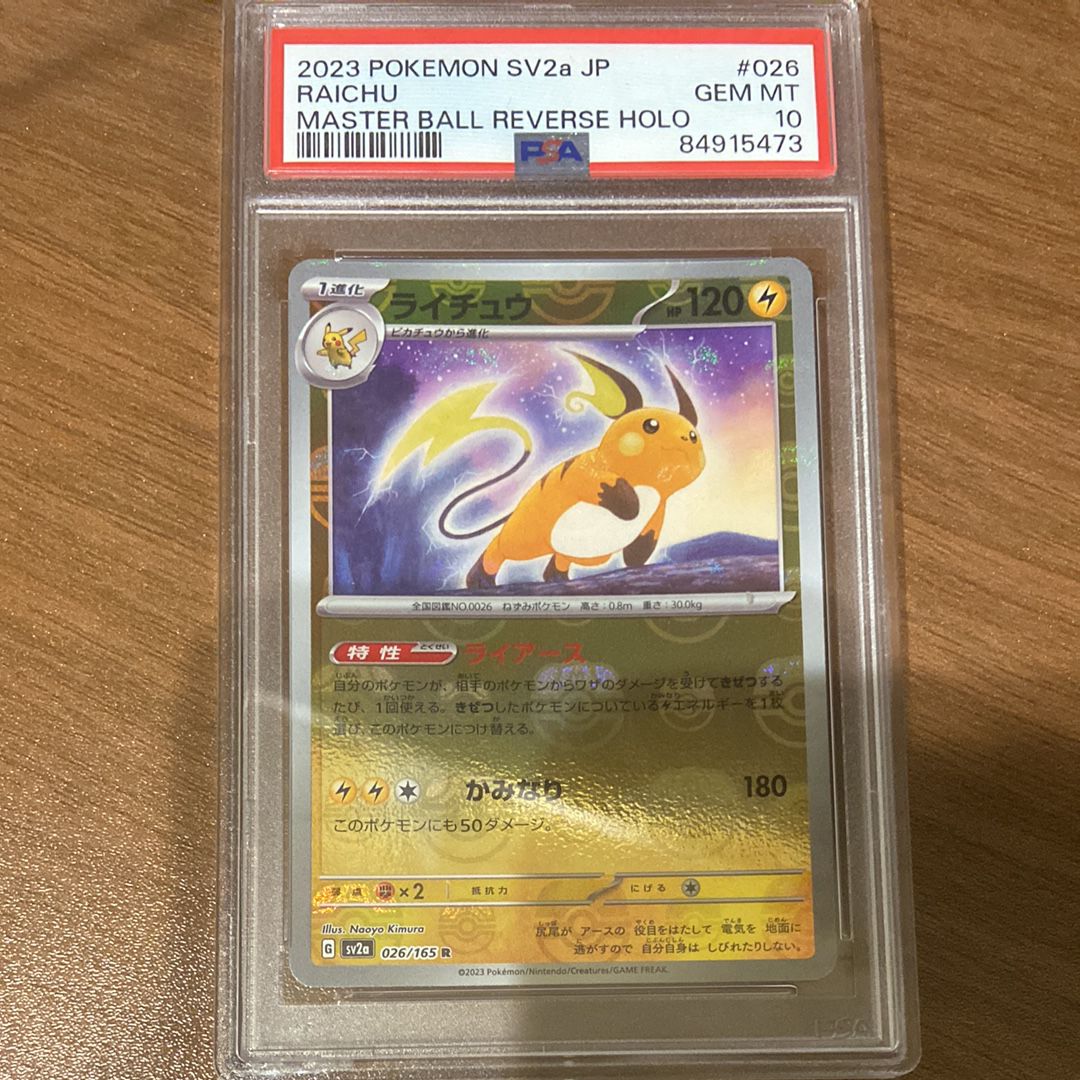 2023 POKEMON SV2a JP #026
RAICHU GEM MT
MASTER BALL REVERSE HOLO 10
PSA 84915473
1進化
ライチュウ HP 120
ピカチュウから進化
全国図鑑NO.0026 ねずみポケモン 高さ:0.8m 重さ:30.0kg
特性 とくせい ライアース
自分のポケモンが、相手のポケモンからワザのダメージを受けてきぜつする
たび、1回使える。きぜつしたポケモンについているエネルギーを1枚
選び、このポケモンにつけ替える。
かみなり 180
このポケモンにも50ダメージ。
弱点 ×2 抵抗力 にげる
Illus. Naoyo Kimura
尻尾が アースの 役目をはたして 電気を 地面に
逃がすので 自分自身は しびれたりしない。
G sv2a 026/165 R
©2023 Pokémon/Nintendo/Creatures/GAME FREAK.
PSA